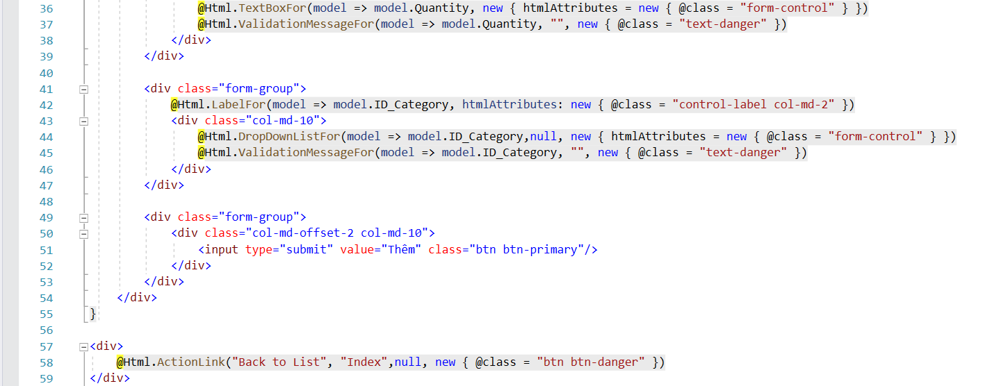 36 @Html.TextBoxFor(model => model.Quantity, new { htmlAttributes = new { @class = "form-control" } })
37 @Html.ValidationMessageFor(model => model.Quantity, "", new { @class = "text-danger" })
38 </div>
39 </div>
40
41 <div class="form-group">
42 @Html.LabelFor(model => model.ID_Category, htmlAttributes: new { @class = "control-label col-md-2" })
43 <div class="col-md-10">
44 @Html.DropDownListFor(model => model.ID_Category,null, new { htmlAttributes = new { @class = "form-control" } })
45 @Html.ValidationMessageFor(model => model.ID_Category, "", new { @class = "text-danger" })
46 </div>
47 </div>
48
49 <div class="form-group">
50 <div class="col-md-offset-2 col-md-10">
51 <input type="submit" value="Thêm" class="btn btn-primary"/>
52 </div>
53 </div>
54 </div>
55 }
56
57 <div>
58 @Html.ActionLink("Back to List", "Index",null, new { @class = "btn btn-danger" })
59 </div>